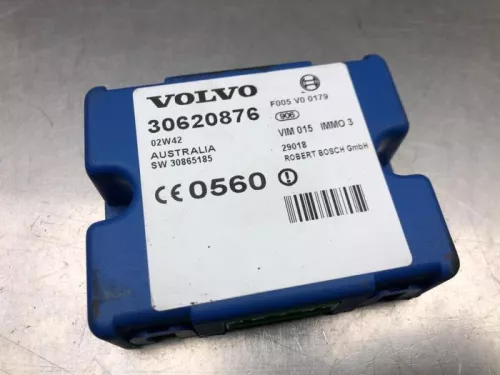 VOLVO
30620876
02W42
AUSTRALIA
SW 30865185
CE 0560
F005 V0 0179
906
VIM 015 IMMO 3
29018
ROBERT BOSCH GmbH